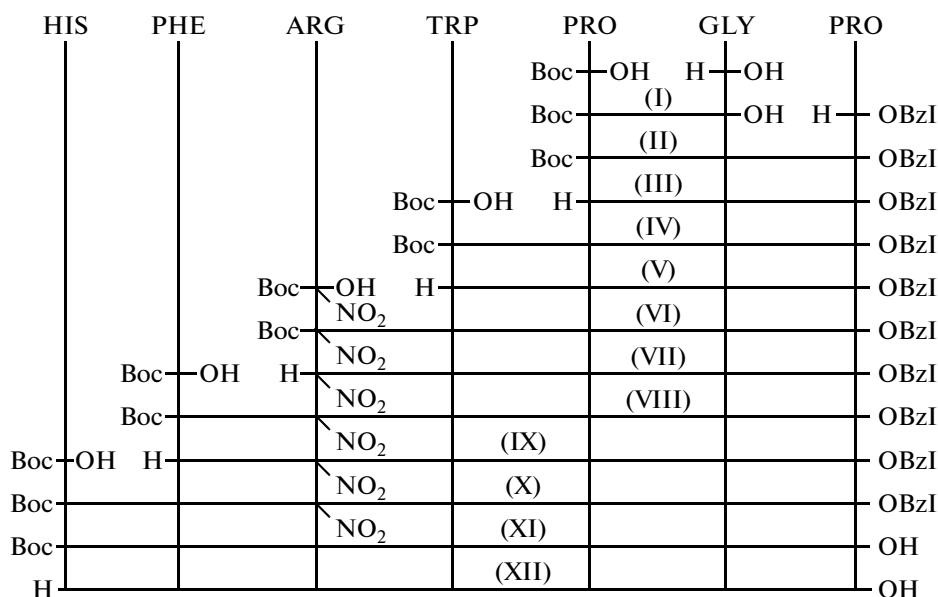 HIS PHE ARG TRP PRO GLY PRO
Boc OH H OH
(I)
Boc OH H OBzl
(II)
Boc OBzl
(III)
Boc OH H OBzl
(IV)
Boc OBzl
(V)
Boc OH H OBzl
NO2
(VI)
Boc OBzl
NO2
(VII)
Boc OH H OBzl
NO2
(VIII)
Boc OBzl
NO2
(IX)
Boc OH H OBzl
NO2
(X)
Boc OBzl
NO2
(XI)
Boc OH
(XII)
H OH